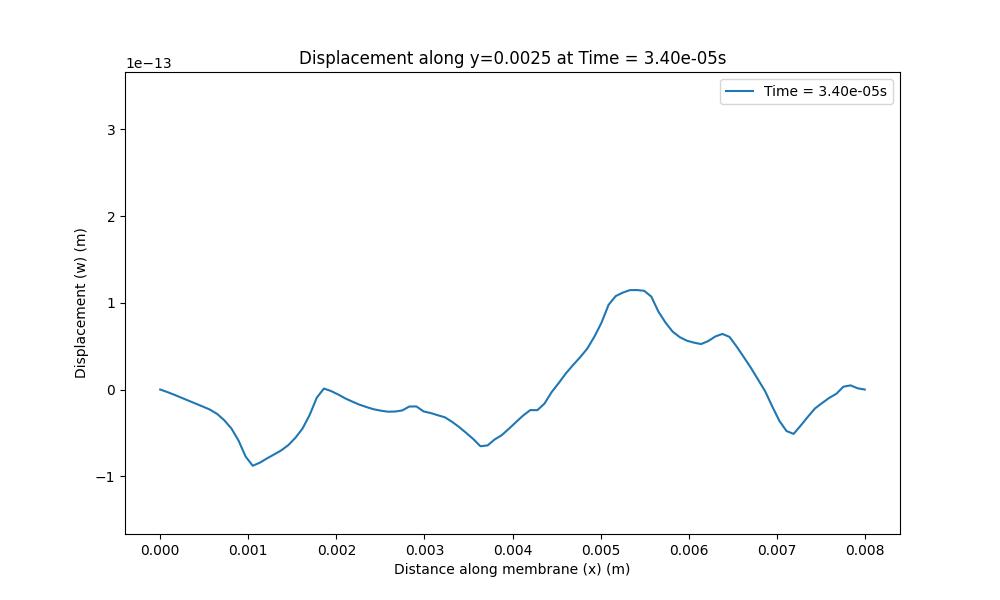 Displacement along y=0.0025 at Time = 3.40e-05s
1e−13
Time = 3.40e-05s
3
2
1
0
−1
Displacement (w) (m)
0.000 0.001 0.002 0.003 0.004 0.005 0.006 0.007 0.008
Distance along membrane (x) (m)